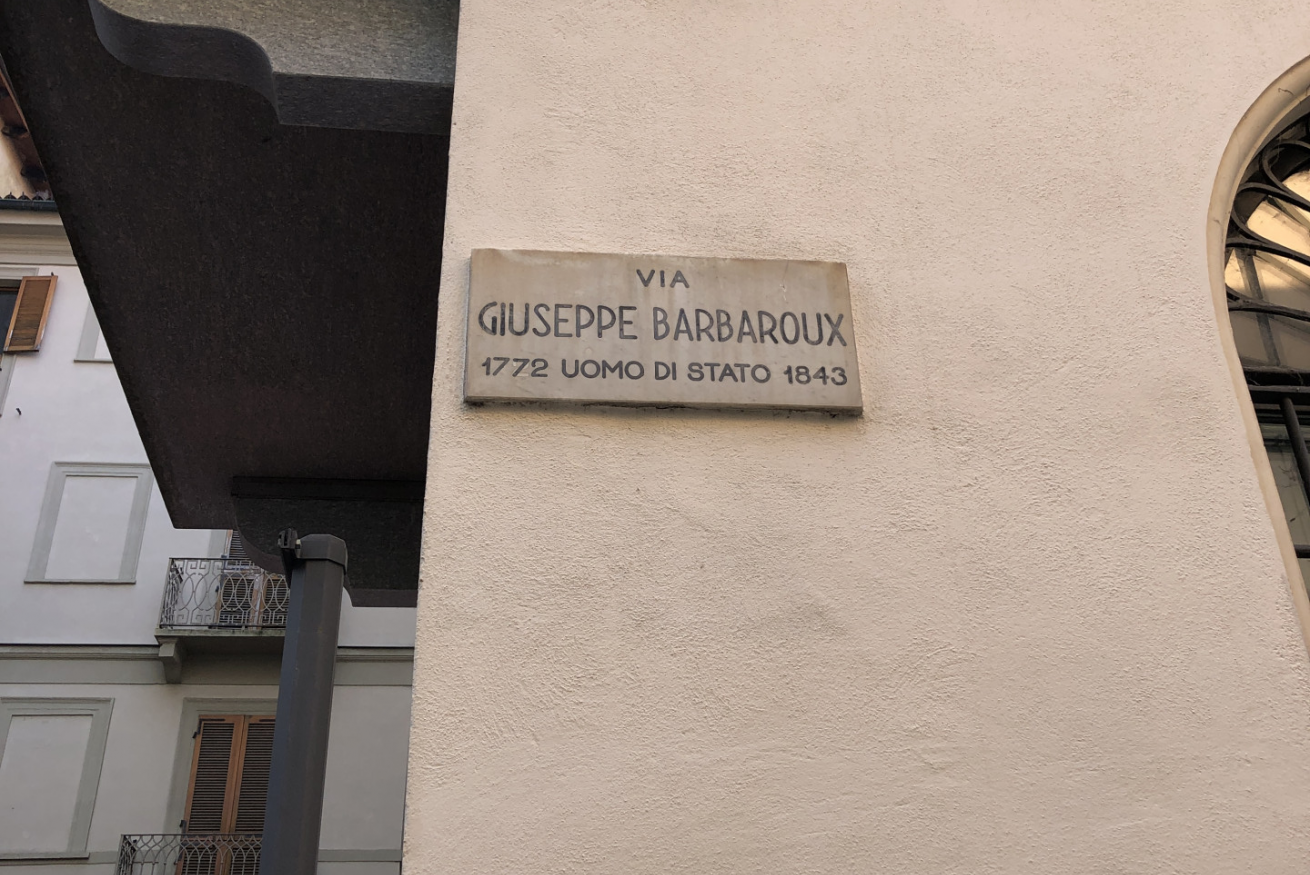 VIA
GIUSEPPE BARBAROUX
1772 UOMO DI STATO 1843